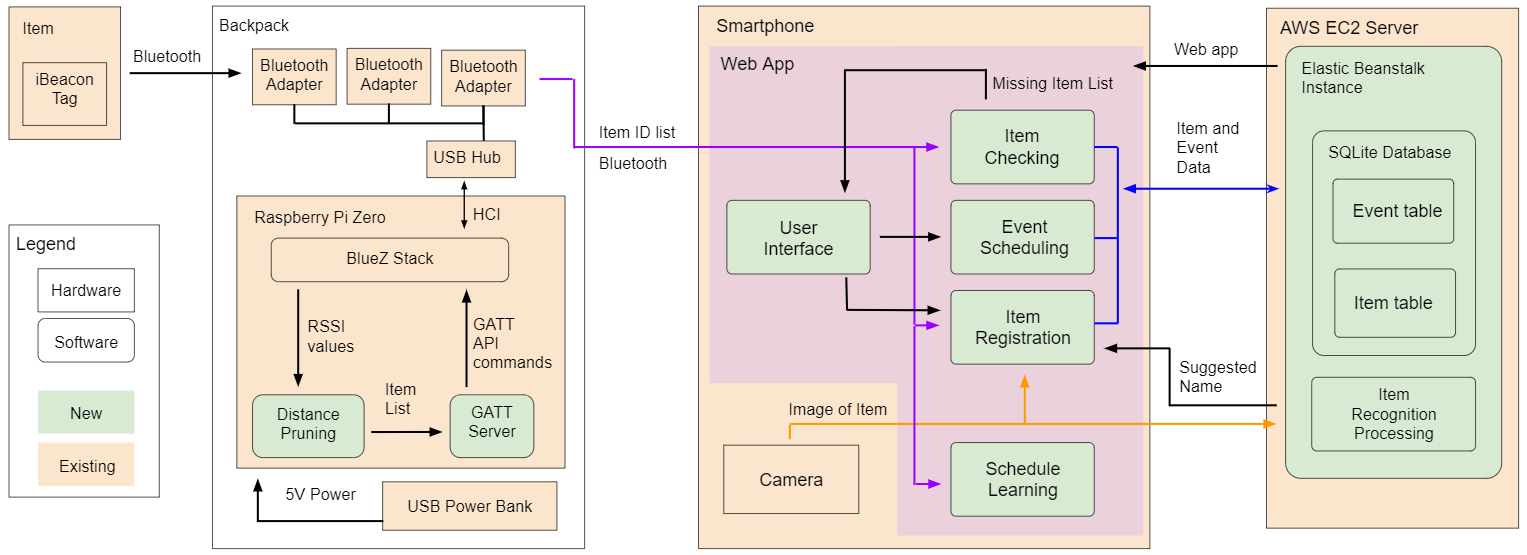 Item
iBeacon
Tag
Bluetooth
Legend
Hardware
Software
New
Existing
Backpack
Bluetooth
Adapter
Bluetooth
Adapter
Bluetooth
Adapter
USB Hub
HCI
Raspberry Pi Zero
BlueZ Stack
RSSI
values
GATT
API
commands
Item
List
Distance
Pruning
GATT
Server
5V Power
USB Power Bank
Item ID list
Bluetooth
Smartphone
Web App
Missing Item List
Item
Checking
User
Interface
Event
Scheduling
Item
Registration
Image of Item
Camera
Schedule
Learning
Web app
Item and
Event
Data
Suggested
Name
AWS EC2 Server
Elastic Beanstalk
Instance
SQLite Database
Event table
Item table
Item
Recognition
Processing